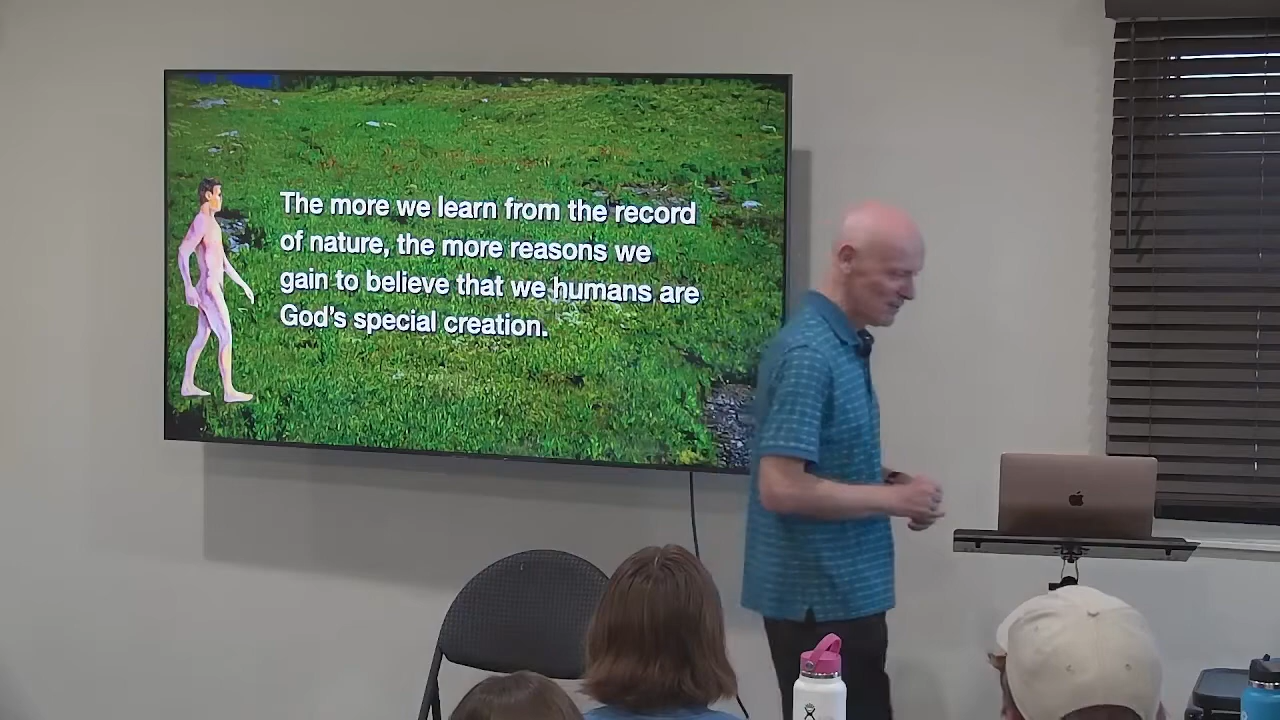 The more we learn from the record
of nature, the more reasons we
gain to believe that we humans are
God's special creation.